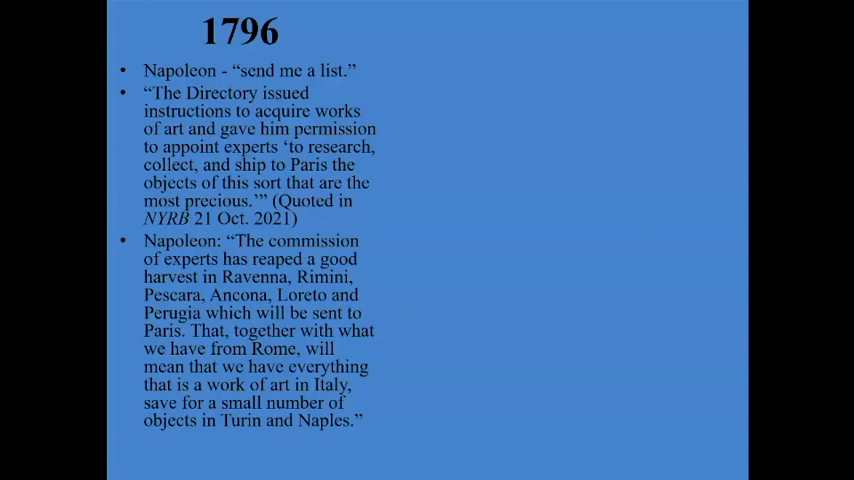 1796
• Napoleon - “send me a list.”
• “The Directory issued
instructions to acquire works
of art and gave him permission
to appoint experts ‘to research,
collect, and ship to Paris the
objects of this sort that are the
most precious.’” (Quoted in
NYRB 21 Oct. 2021)
• Napoleon: “The commission
of experts has reaped a good
harvest in Ravenna, Rimini,
Pescara, Ancona, Loreto and
Perugia which will be sent to
Paris. That, together with what
we have from Rome, will
mean that we have everything
that is a work of art in Italy,
save for a small number of
objects in Turin and Naples.”